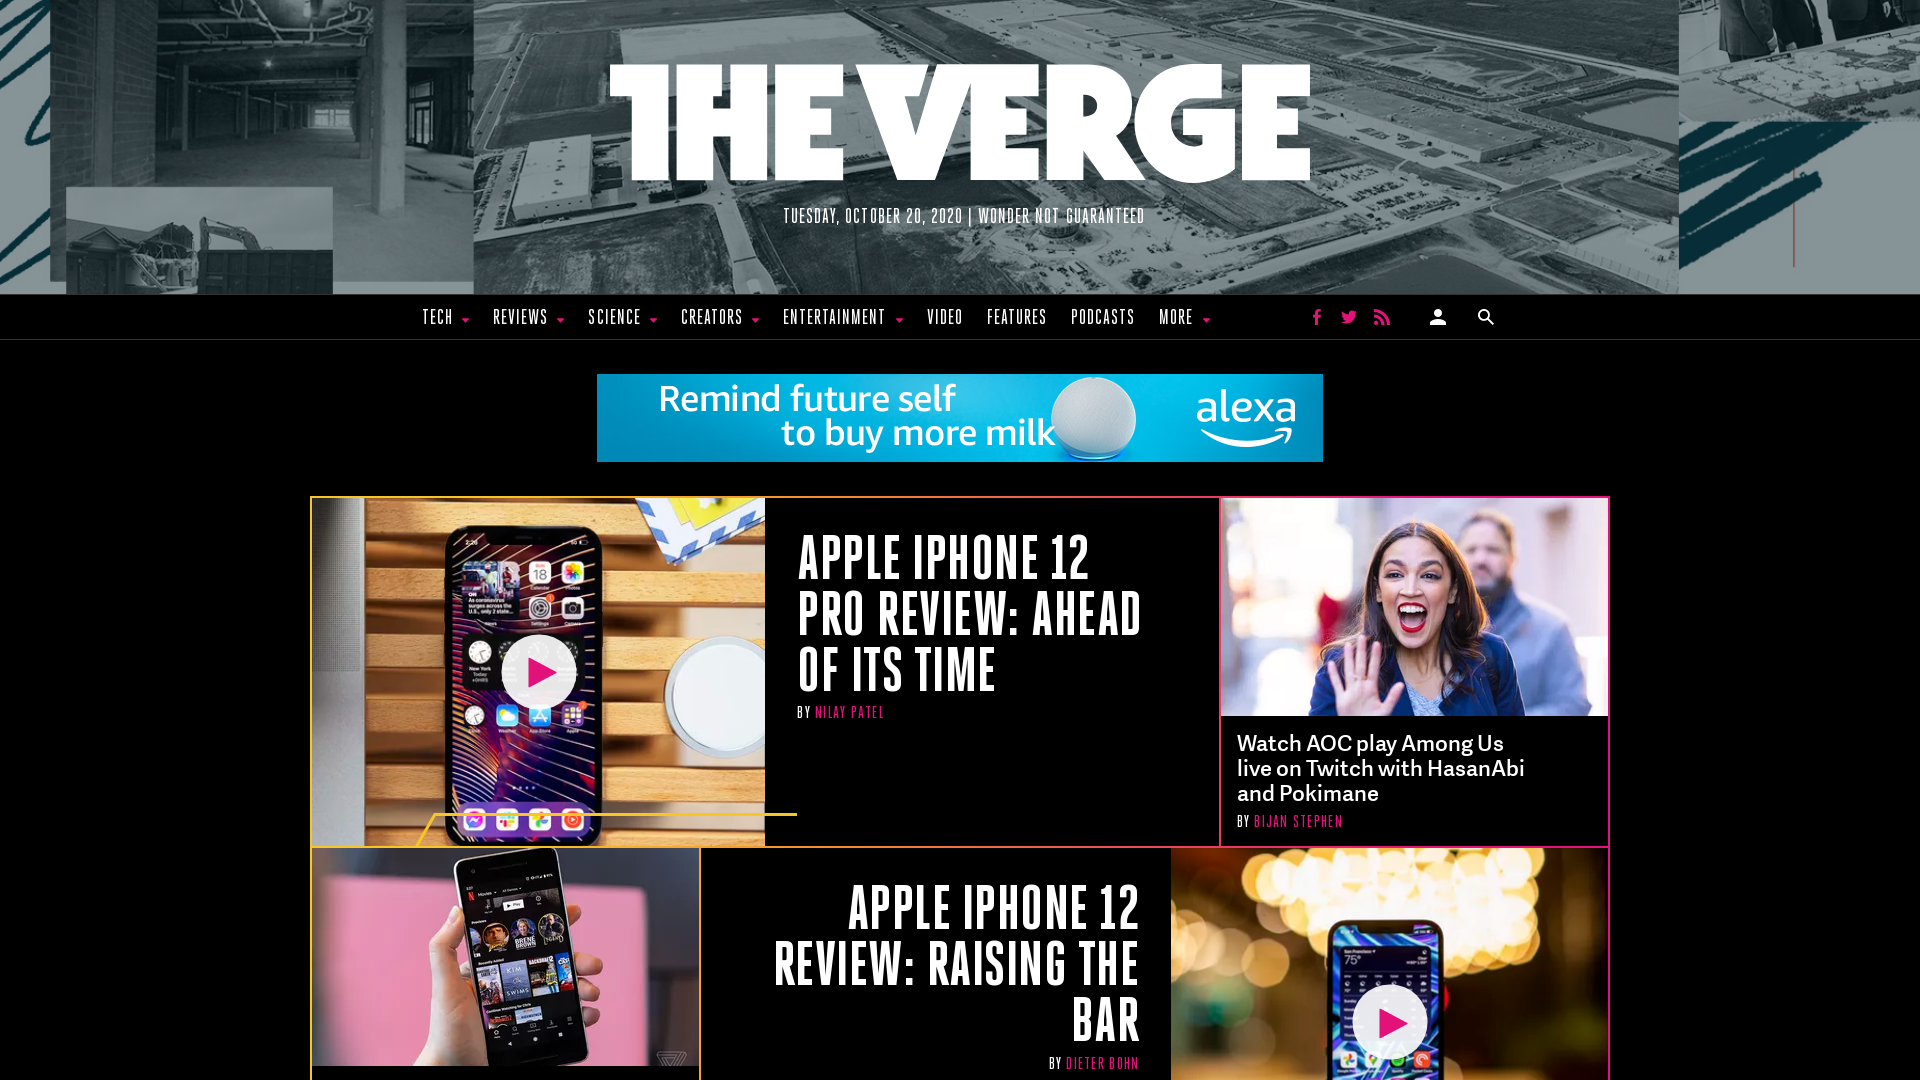 THE VERGE
TUESDAY, OCTOBER 20, 2020 | WONDER NOT GUARANTEED
TECH REVIEWS SCIENCE CREATORS ENTERTAINMENT VIDEO FEATURES PODCASTS MORE
Remind future self
to buy more milk
alexa
APPLE IPHONE 12
PRO REVIEW: AHEAD
OF ITS TIME
BY NILAY PATEL
Watch AOC play Among Us
live on Twitch with HasanAbi
and Pokimane
BY BIJAN STEPHEN
APPLE IPHONE 12
REVIEW: RAISING THE
BAR
BY DIETER BOHN